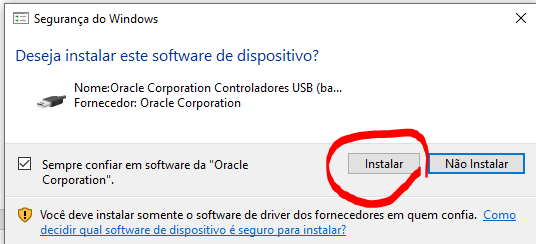 Segurança do Windows
Deseja instalar este software de dispositivo?
Nome:Oracle Corporation Controladores USB (ba...
Fornecedor: Oracle Corporation
Sempre confiar em software da "Oracle
Corporation".
Instalar
Não Instalar
Você deve instalar somente o software de driver dos fornecedores em quem confia. Como
decidir qual software de dispositivo é seguro para instalar?